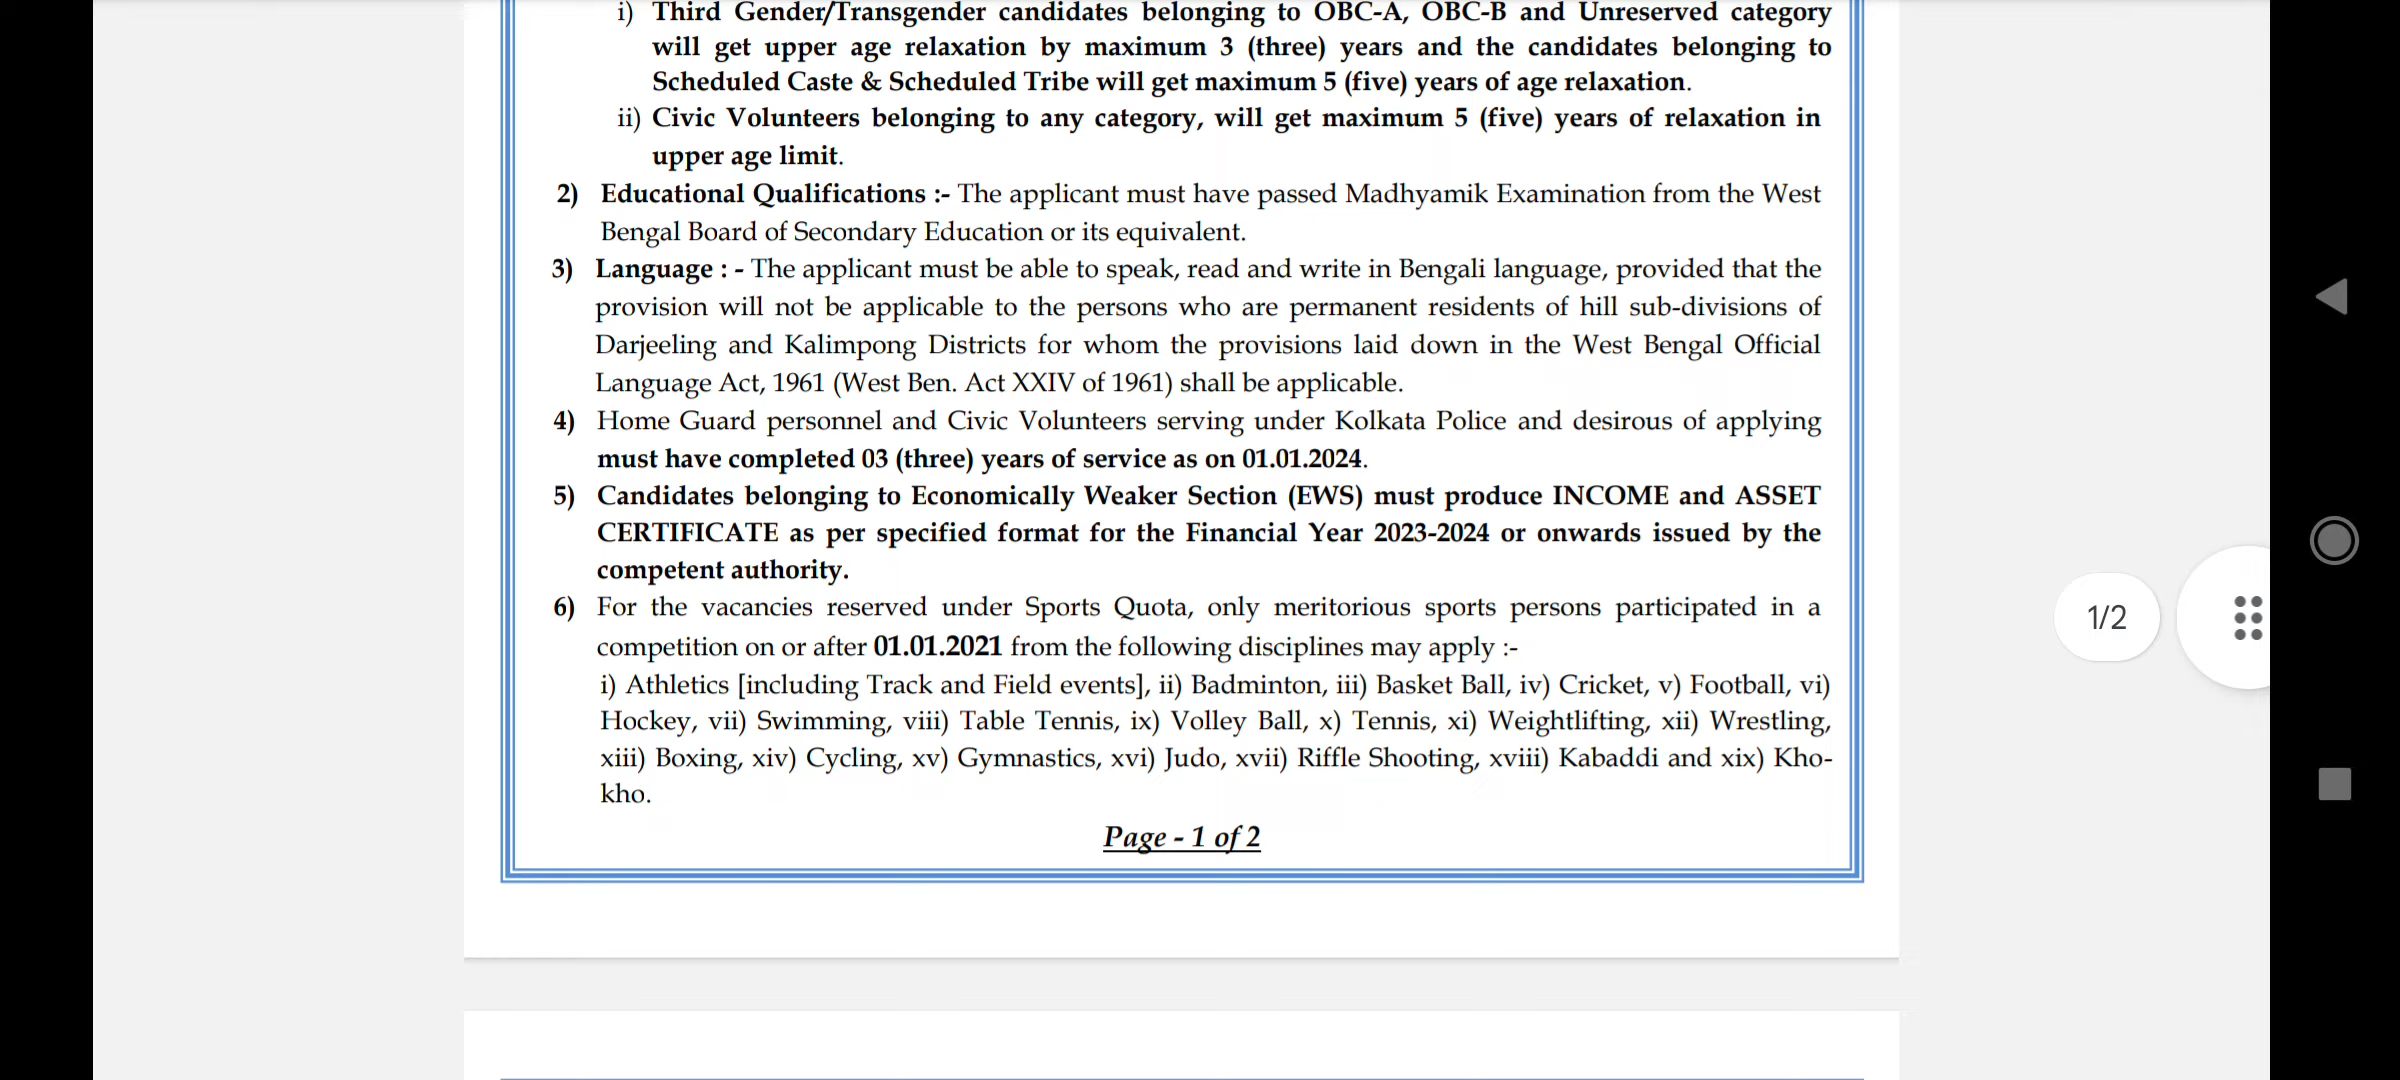 i) Third Gender/Transgender candidates belonging to OBC-A, OBC-B and Unreserved category
will get upper age relaxation by maximum 3 (three) years and the candidates belonging to
Scheduled Caste & Scheduled Tribe will get maximum 5 (five) years of age relaxation.
ii) Civic Volunteers belonging to any category, will get maximum 5 (five) years of relaxation in
upper age limit.
2) Educational Qualifications :- The applicant must have passed Madhyamik Examination from the West
Bengal Board of Secondary Education or its equivalent.
3) Language : - The applicant must be able to speak, read and write in Bengali language, provided that the
provision will not be applicable to the persons who are permanent residents of hill sub-divisions of
Darjeeling and Kalimpong Districts for whom the provisions laid down in the West Bengal Official
Language Act, 1961 (West Ben. Act XXIV of 1961) shall be applicable.
4) Home Guard personnel and Civic Volunteers serving under Kolkata Police and desirous of applying
must have completed 03 (three) years of service as on 01.01.2024.
5) Candidates belonging to Economically Weaker Section (EWS) must produce INCOME and ASSET
CERTIFICATE as per specified format for the Financial Year 2023-2024 or onwards issued by the
competent authority.
6) For the vacancies reserved under Sports Quota, only meritorious sports persons participated in a
competition on or after 01.01.2021 from the following disciplines may apply :-
i) Athletics [including Track and Field events], ii) Badminton, iii) Basket Ball, iv) Cricket, v) Football, vi)
Hockey, vii) Swimming, viii) Table Tennis, ix) Volley Ball, x) Tennis, xi) Weightlifting, xii) Wrestling,
xiii) Boxing, xiv) Cycling, xv) Gymnastics, xvi) Judo, xvii) Riffle Shooting, xviii) Kabaddi and xix) Kho-
kho.
Page - 1 of 2
1/2